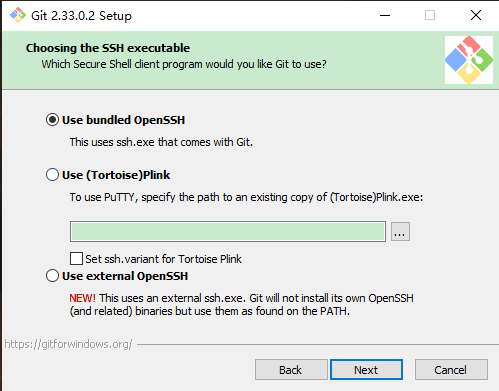 Git 2.33.0.2 Setup
Choosing the SSH executable
Which Secure Shell client program would you like Git to use?
Use bundled OpenSSH
This uses ssh.exe that comes with Git.
Use (Tortoise)Plink
To use PuTTY, specify the path to an existing copy of (Tortoise)Plink.exe:
...
Set ssh.variant for Tortoise Plink
Use external OpenSSH
NEW! This uses an external ssh.exe. Git will not install its own OpenSSH
(and related) binaries but use them as found on the PATH.
https://gitforwindows.org/
Back Next Cancel